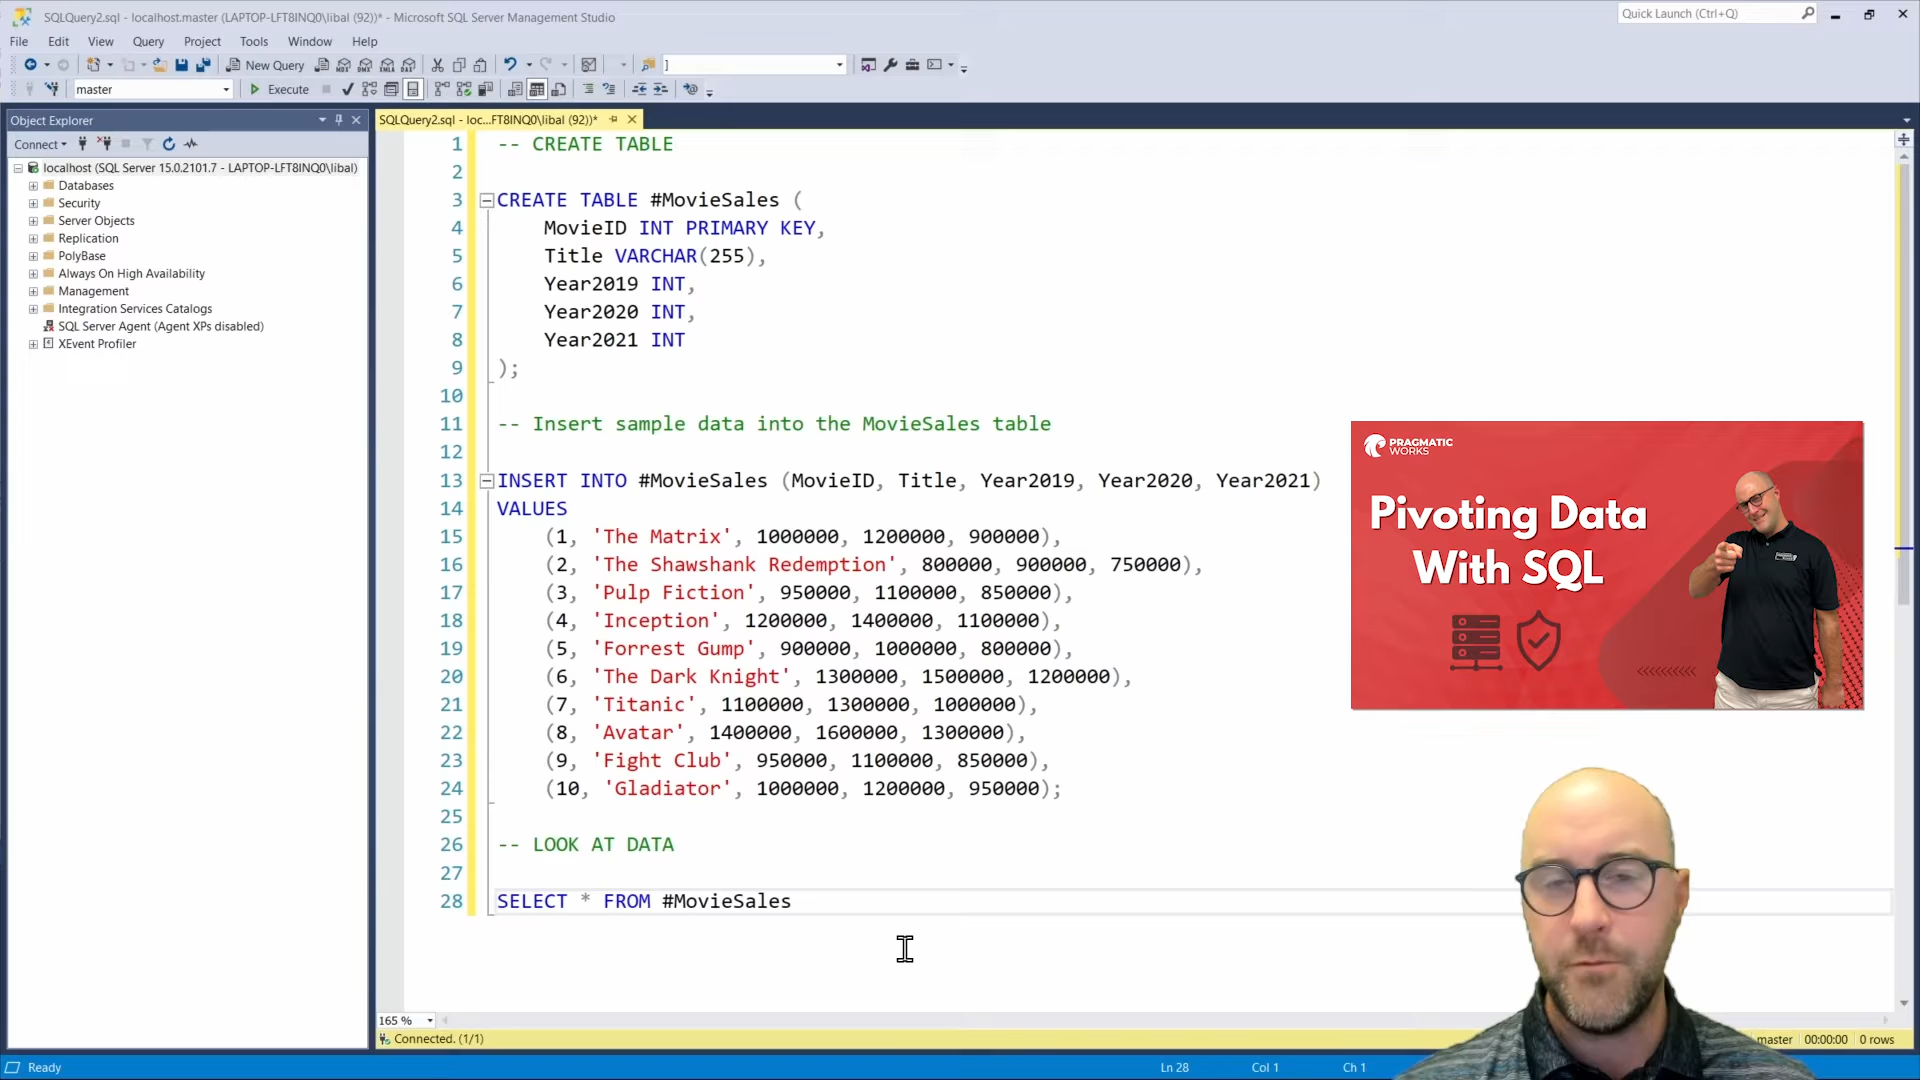 SQLQuery2.sql - localhost.master (LAPTOP-LFT8INQ0\libal (92))* - Microsoft SQL Server Management Studio
Quick Launch (Ctrl+Q)
File Edit View Query Project Tools Window Help
New Query
]
master
Execute
Object Explorer
SQLQuery2.sql - loc...FT8INQ0\libal (92))*
Connect
localhost (SQL Server 15.0.2101.7 - LAPTOP-LFT8INQ0\libal)
Databases
Security
Server Objects
Replication
PolyBase
Always On High Availability
Management
Integration Services Catalogs
SQL Server Agent (Agent XPs disabled)
XEvent Profiler
1 -- CREATE TABLE
2
3 CREATE TABLE #MovieSales (
4 MovieID INT PRIMARY KEY,
5 Title VARCHAR(255),
6 Year2019 INT,
7 Year2020 INT,
8 Year2021 INT
9 );
10
11 -- Insert sample data into the MovieSales table
12
13 INSERT INTO #MovieSales (MovieID, Title, Year2019, Year2020, Year2021)
14 VALUES
15 (1, 'The Matrix', 1000000, 1200000, 900000),
16 (2, 'The Shawshank Redemption', 800000, 900000, 750000),
17 (3, 'Pulp Fiction', 950000, 1100000, 850000),
18 (4, 'Inception', 1200000, 1400000, 1100000),
19 (5, 'Forrest Gump', 900000, 1000000, 800000),
20 (6, 'The Dark Knight', 1300000, 1500000, 1200000),
21 (7, 'Titanic', 1100000, 1300000, 1000000),
22 (8, 'Avatar', 1400000, 1600000, 1300000),
23 (9, 'Fight Club', 950000, 1100000, 850000),
24 (10, 'Gladiator', 1000000, 1200000, 950000);
25
26 -- LOOK AT DATA
27
28 SELECT * FROM #MovieSales
PRAGMATIC
WORKS
Pivoting Data
With SQL
165 %
Connected. (1/1)
master 00:00:00 0 rows
Ready
Ln 28 Col 1 Ch 1